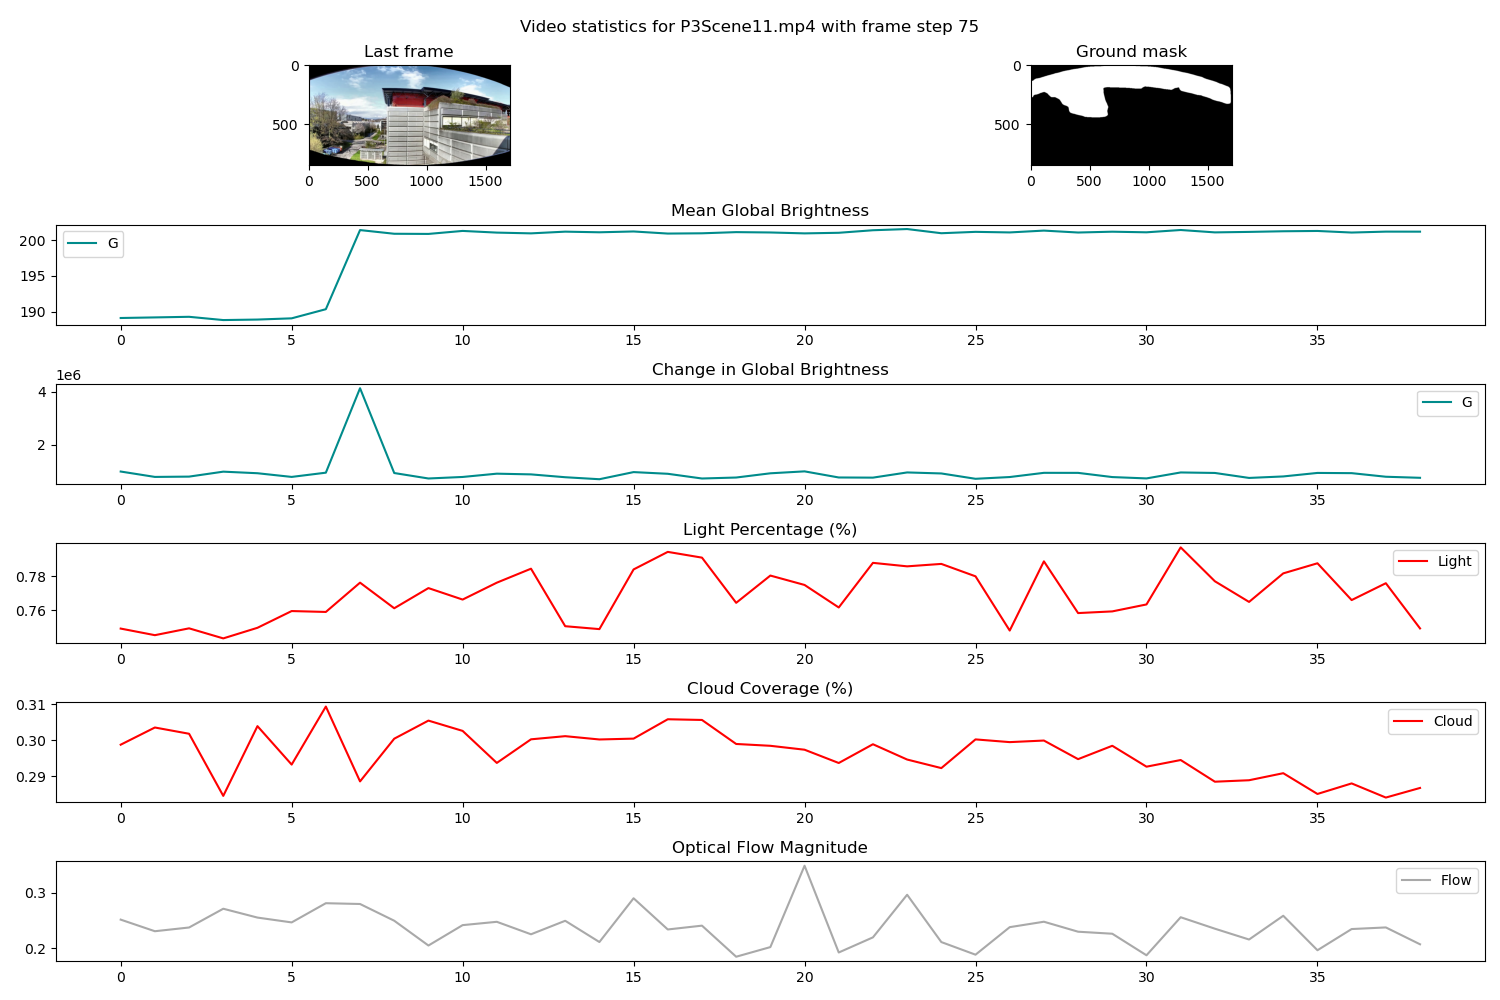 Video statistics for P3Scene11.mp4 with frame step 75
Last frame
Ground mask
0
500
0 500 1000 1500
0
500
0 500 1000 1500
Mean Global Brightness
G
200
195
190
0 5 10 15 20 25 30 35
Change in Global Brightness
1e6
G
4
2
0 5 10 15 20 25 30 35
Light Percentage (%)
Light
0.78
0.76
0 5 10 15 20 25 30 35
Cloud Coverage (%)
Cloud
0.31
0.30
0.29
0 5 10 15 20 25 30 35
Optical Flow Magnitude
Flow
0.3
0.2
0 5 10 15 20 25 30 35